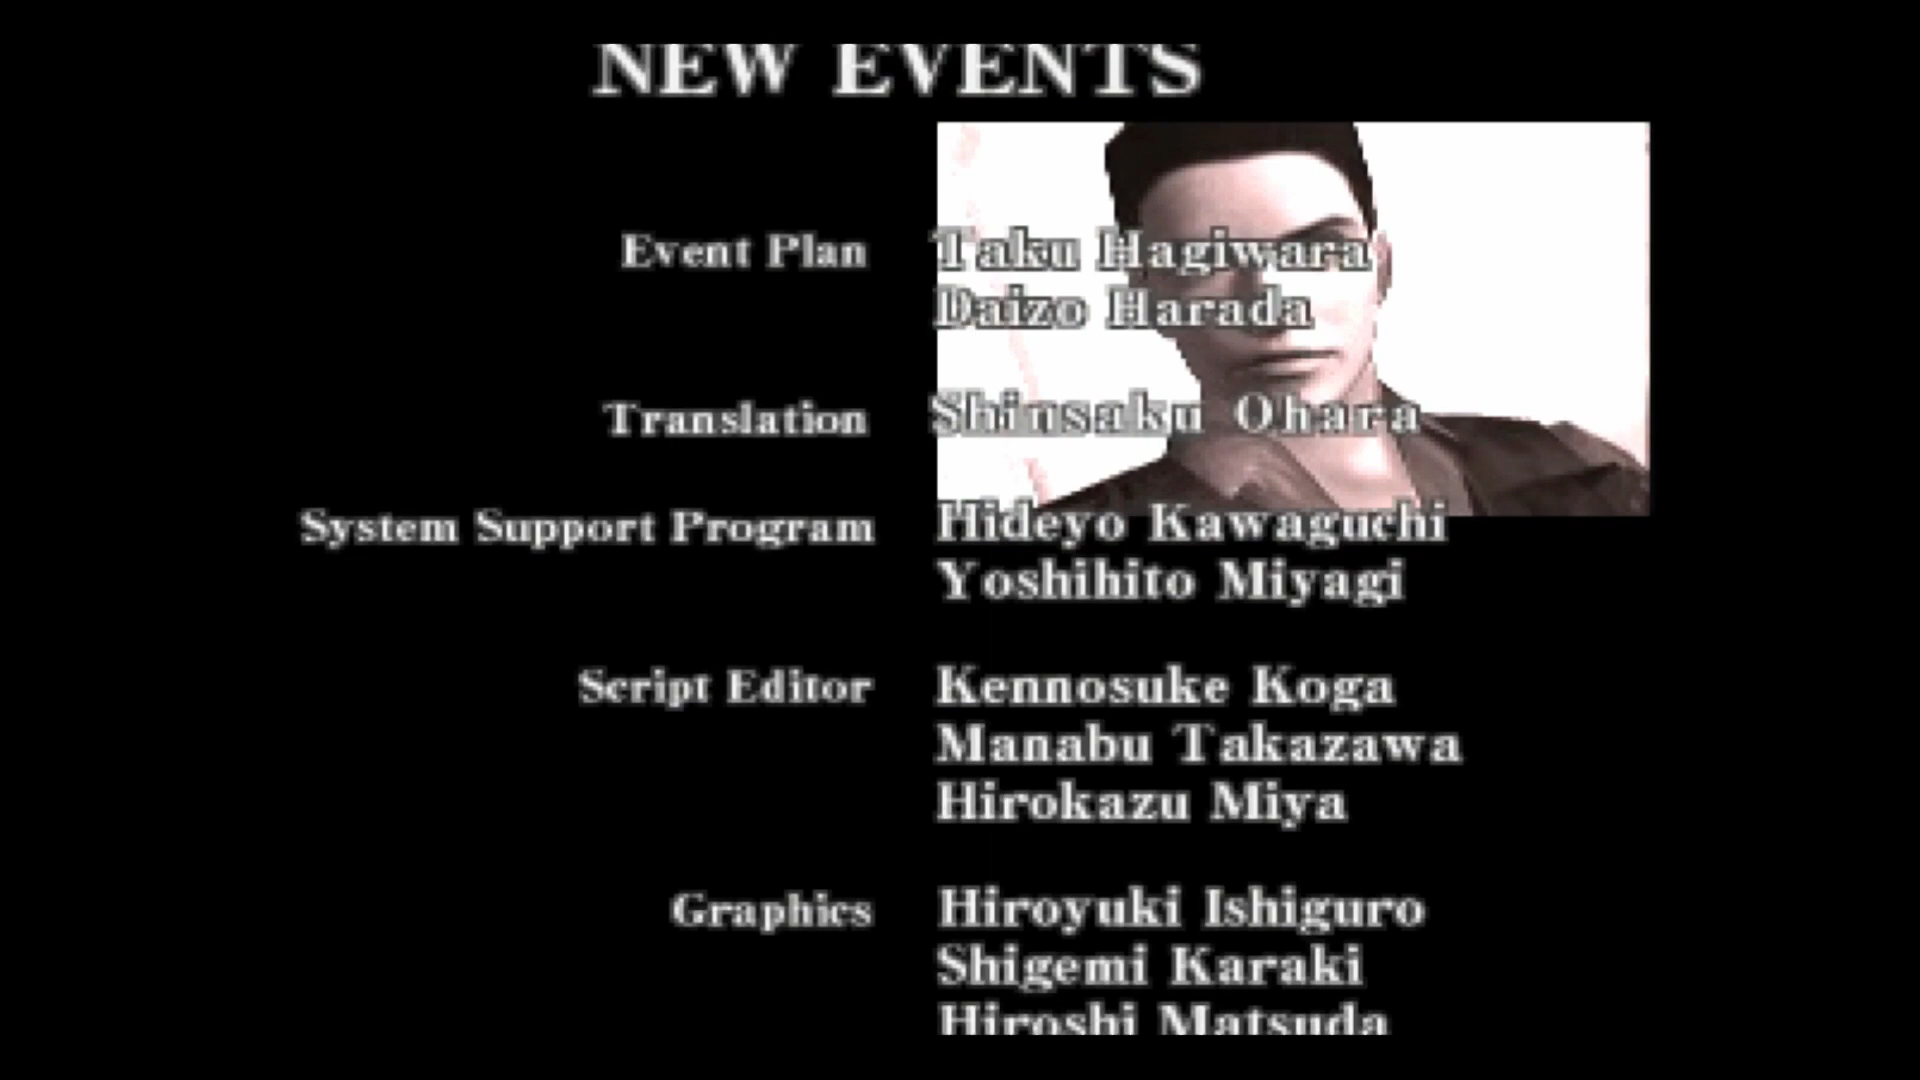 NEW EVENTS
Event Plan Taku Hagiwara
Daizo Harada
Translation Shinsaku Ohara
System Support Program Hideyo Kawaguchi
Yoshihito Miyagi
Script Editor Kennosuke Koga
Manabu Takazawa
Hirokazu Miya
Graphics Hiroyuki Ishiguro
Shigemi Karaki
Hiroshi Matsuda